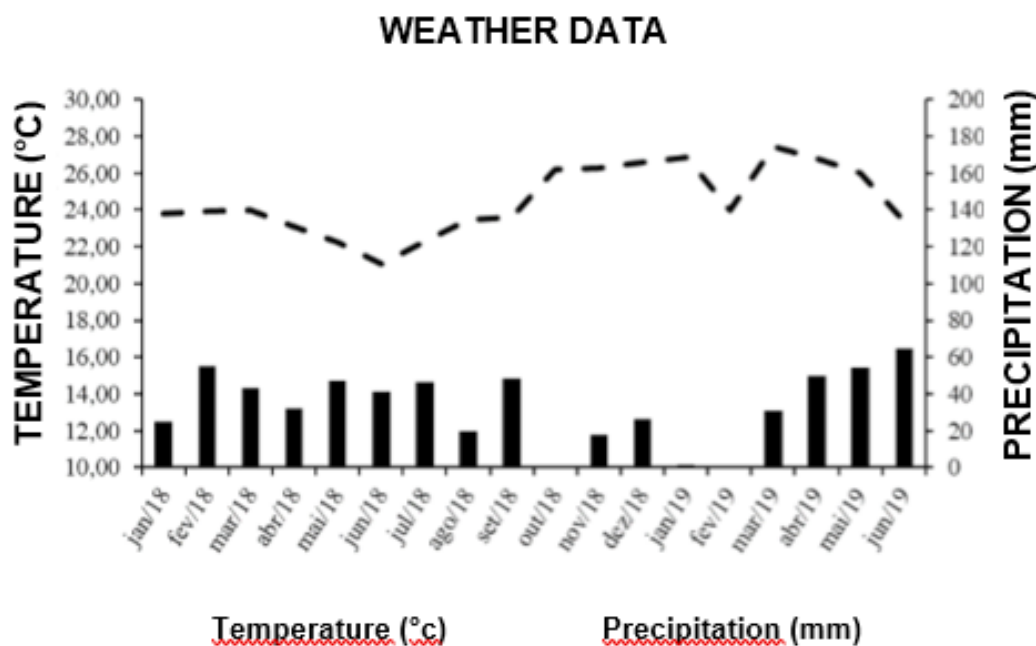 WEATHER DATA
TEMPERATURE (°C)
30,00
28,00
26,00
24,00
22,00
20,00
18,00
16,00
14,00
12,00
10,00
200
180
160
140
120
100
80
60
40
20
0
PRECIPITATION (mm)
jan/18
fev/18
mar/18
abr/18
mai/18
jun/18
jul/18
ago/18
set/18
out/18
nov/18
dez/18
jan/19
fev/19
mar/19
abr/19
mai/19
jun/19
Temperature (°c)
Precipitation (mm)